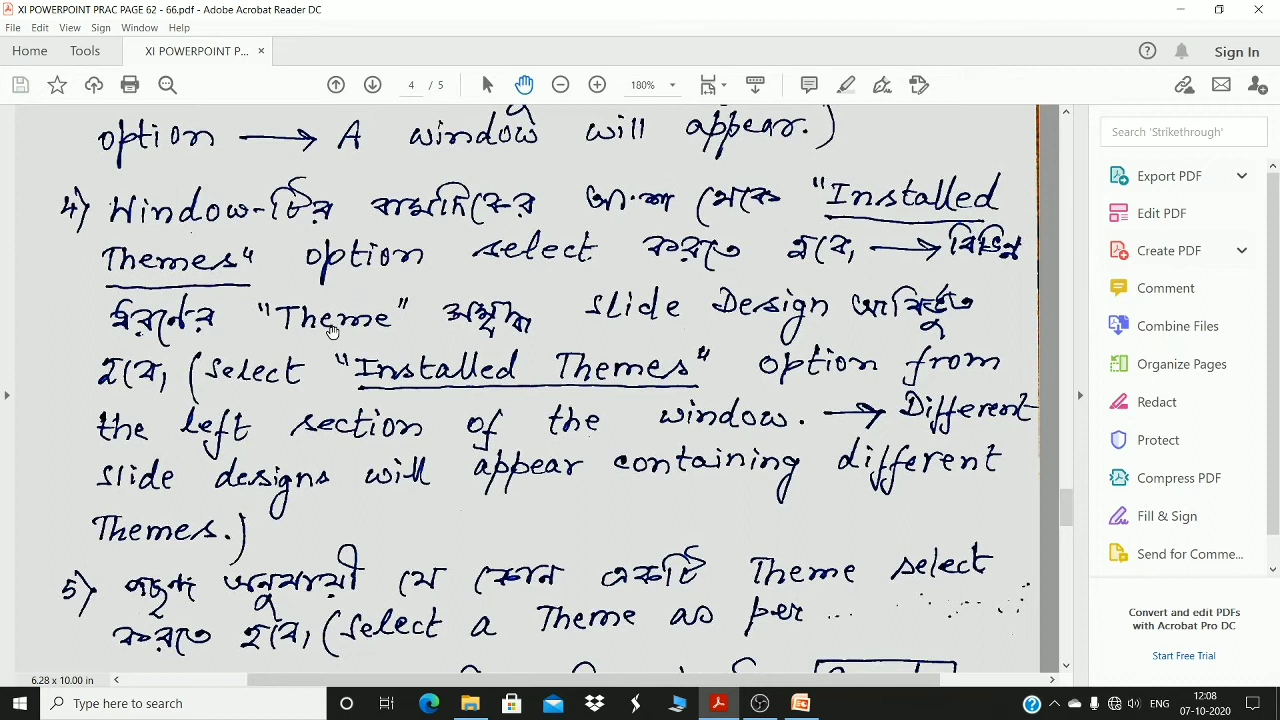 XI POWERPOINT PRAC PAGE 62 - 66.pdf - Adobe Acrobat Reader DC
File Edit View Sign Window Help
Home Tools XI POWERPOINT P... × Sign In
4 / 5 180%
option → A window will appear.)
4) Window-টির বামদিকের অংশ থেকে "Installed
Themes" option select করতে হবে, → বিভিন্ন
ধরনের "Theme" সমৃদ্ধ slide Design আবির্ভূত
হবে, (Select "Installed Themes" option from
the left section of the window. → Different
slide designs will appear containing different
Themes.)
5) পছন্দ অনুযায়ী যে কোন একটি Theme select
করতে হবে, (Select a Theme as per ...
Search 'Strikethrough'
Export PDF
Edit PDF
Create PDF
Comment
Combine Files
Organize Pages
Redact
Protect
Compress PDF
Fill & Sign
Send for Comme...
Convert and edit PDFs
with Acrobat Pro DC
Start Free Trial
6.28 x 10.00 in
Type here to search
ENG
12:08
07-10-2020